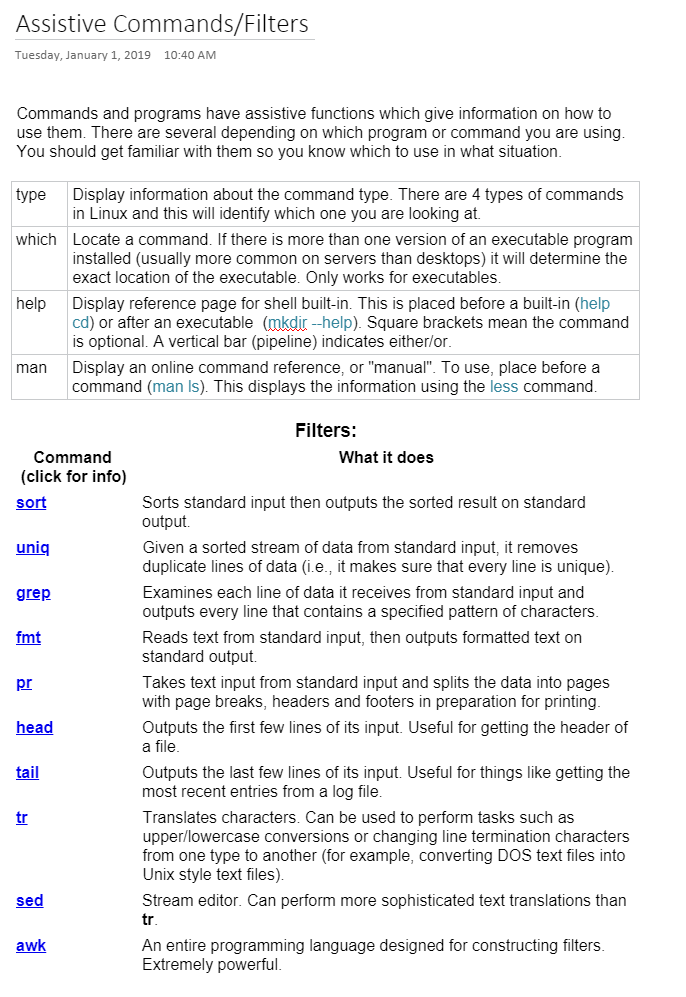 Assistive Commands/Filters
Tuesday, January 1, 2019 10:40 AM
Commands and programs have assistive functions which give information on how to
use them. There are several depending on which program or command you are using.
You should get familiar with them so you know which to use in what situation.
type Display information about the command type. There are 4 types of commands
in Linux and this will identify which one you are looking at.
which Locate a command. If there is more than one version of an executable program
installed (usually more common on servers than desktops) it will determine the
exact location of the executable. Only works for executables.
help Display reference page for shell built-in. This is placed before a built-in (help
cd) or after an executable (mkdir --help). Square brackets mean the command
is optional. A vertical bar (pipeline) indicates either/or.
man Display an online command reference, or "manual". To use, place before a
command (man ls). This displays the information using the less command.
Filters:
Command What it does
(click for info)
sort Sorts standard input then outputs the sorted result on standard
output.
uniq Given a sorted stream of data from standard input, it removes
duplicate lines of data (i.e., it makes sure that every line is unique).
grep Examines each line of data it receives from standard input and
outputs every line that contains a specified pattern of characters.
fmt Reads text from standard input, then outputs formatted text on
standard output.
pr Takes text input from standard input and splits the data into pages
with page breaks, headers and footers in preparation for printing.
head Outputs the first few lines of its input. Useful for getting the header of
a file.
tail Outputs the last few lines of its input. Useful for things like getting the
most recent entries from a log file.
tr Translates characters. Can be used to perform tasks such as
upper/lowercase conversions or changing line termination characters
from one type to another (for example, converting DOS text files into
Unix style text files).
sed Stream editor. Can perform more sophisticated text translations than
tr.
awk An entire programming language designed for constructing filters.
Extremely powerful.